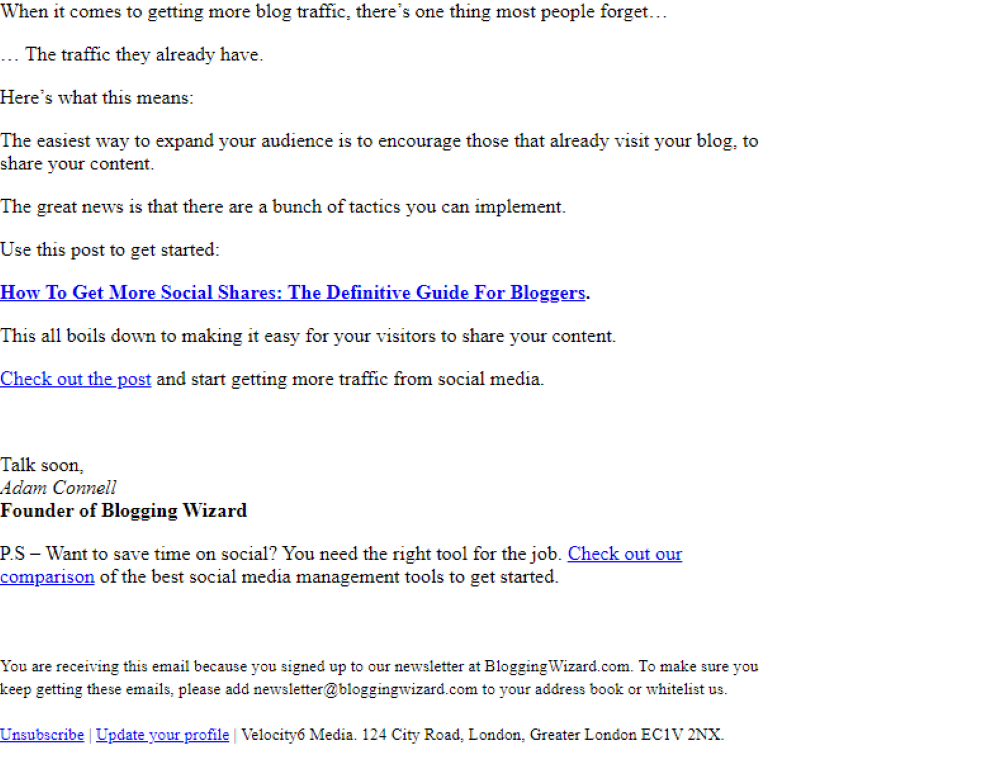 When it comes to getting more blog traffic, there’s one thing most people forget…
… The traffic they already have.
Here’s what this means:
The easiest way to expand your audience is to encourage those that already visit your blog, to
share your content.
The great news is that there are a bunch of tactics you can implement.
Use this post to get started:
How To Get More Social Shares: The Definitive Guide For Bloggers.
This all boils down to making it easy for your visitors to share your content.
Check out the post and start getting more traffic from social media.
Talk soon,
Adam Connell
Founder of Blogging Wizard
P.S – Want to save time on social? You need the right tool for the job. Check out our
comparison of the best social media management tools to get started.
You are receiving this email because you signed up to our newsletter at BloggingWizard.com. To make sure you
keep getting these emails, please add newsletter@bloggingwizard.com to your address book or whitelist us.
Unsubscribe | Update your profile | Velocity6 Media. 124 City Road, London, Greater London EC1V 2NX.